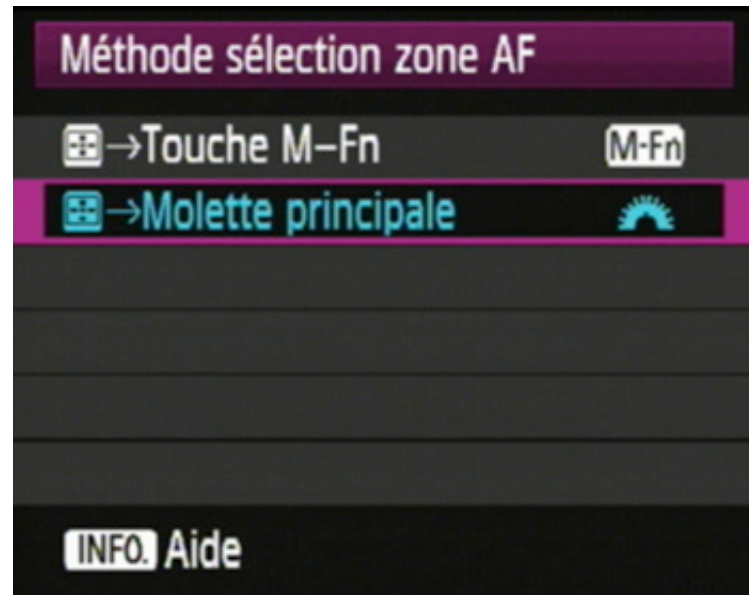 Méthode sélection zone AF
→Touche M-Fn M-Fn
→Molette principale
INFO. Aide